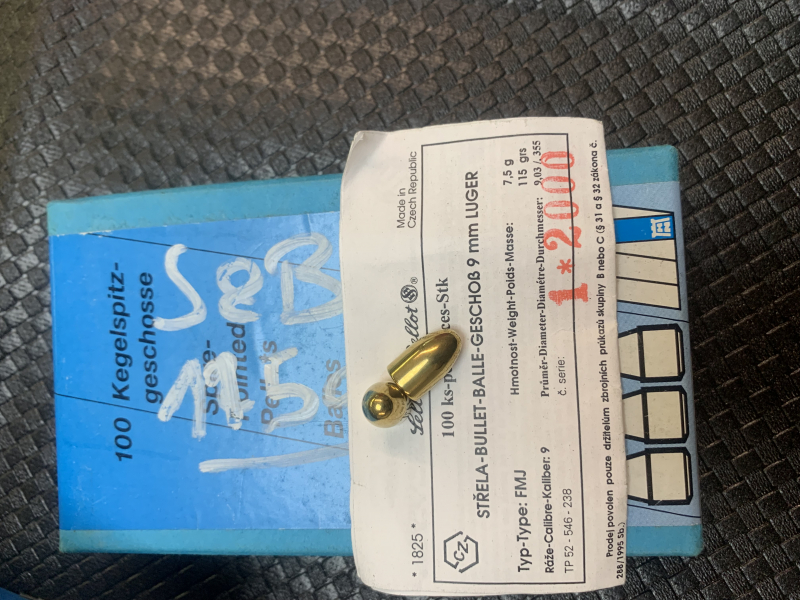 100 Kegelspitz-
geschosse
S&B
115
* 1825 *
Made in
Czech Republic
100 ks-
-Stk
STŘELA-BULLET-BALLE-GESCHOß 9 mm LUGER
Typ-Type: FMJ
Hmotnost-Weight-Poids-Masse: 7,5 g
115 grs
Ráže-Calibre-Kaliber: 9
Průměr-Diameter-Diamétre-Durchmesser: 9,03 / .355
TP 52 - 546 - 238
č. serie:
1*2000
Prodej povolen pouze držitelům zbrojních průkazů skupiny B nebo C (§ 31 a § 32 zákona č.
288/1995 Sb.)